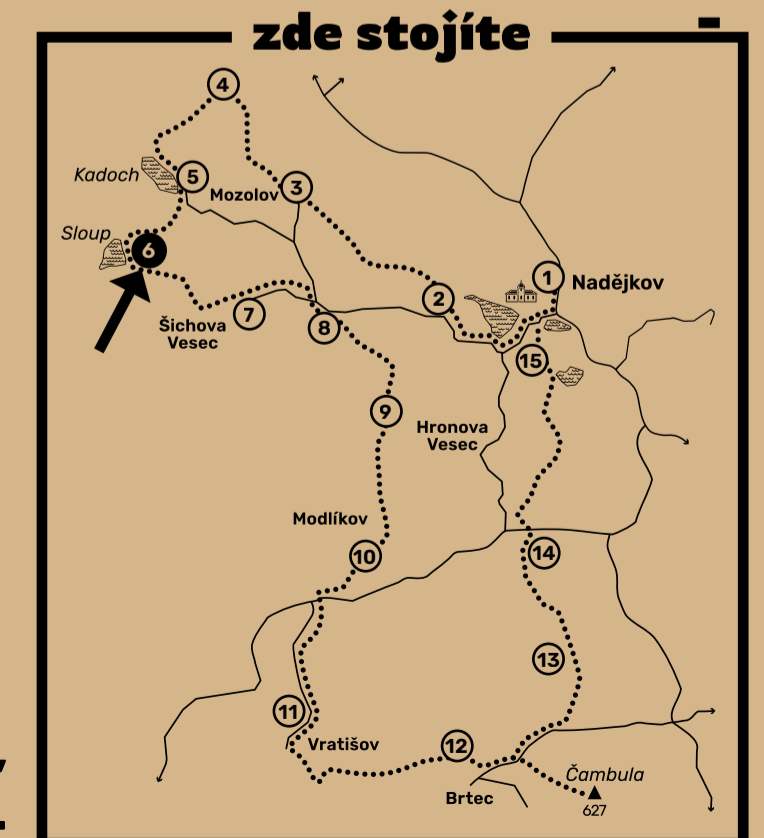 zde stojíte
4
Kadoch
5
Mozolov
3
Sloup
6
1
Nadějkov
2
7
Šichova
Vesec
8
15
9
Hronova
Vesec
Modlíkov
10
14
13
11
Vratišov
12
Čambula
627
Brtec